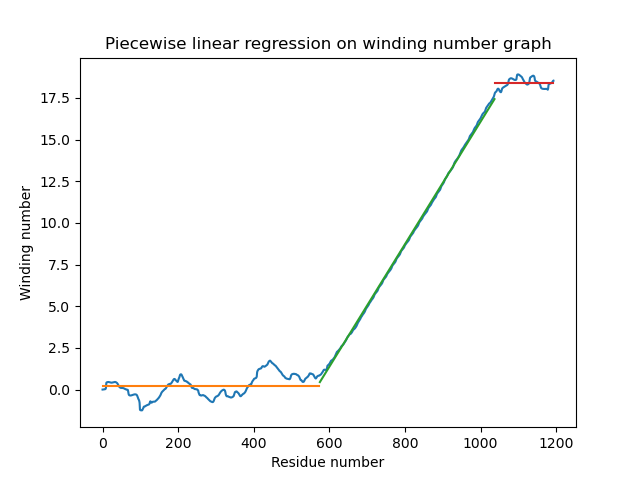 Piecewise linear regression on winding number graph
Winding number
17.5
15.0
12.5
10.0
7.5
5.0
2.5
0.0
0 200 400 600 800 1000 1200
Residue number